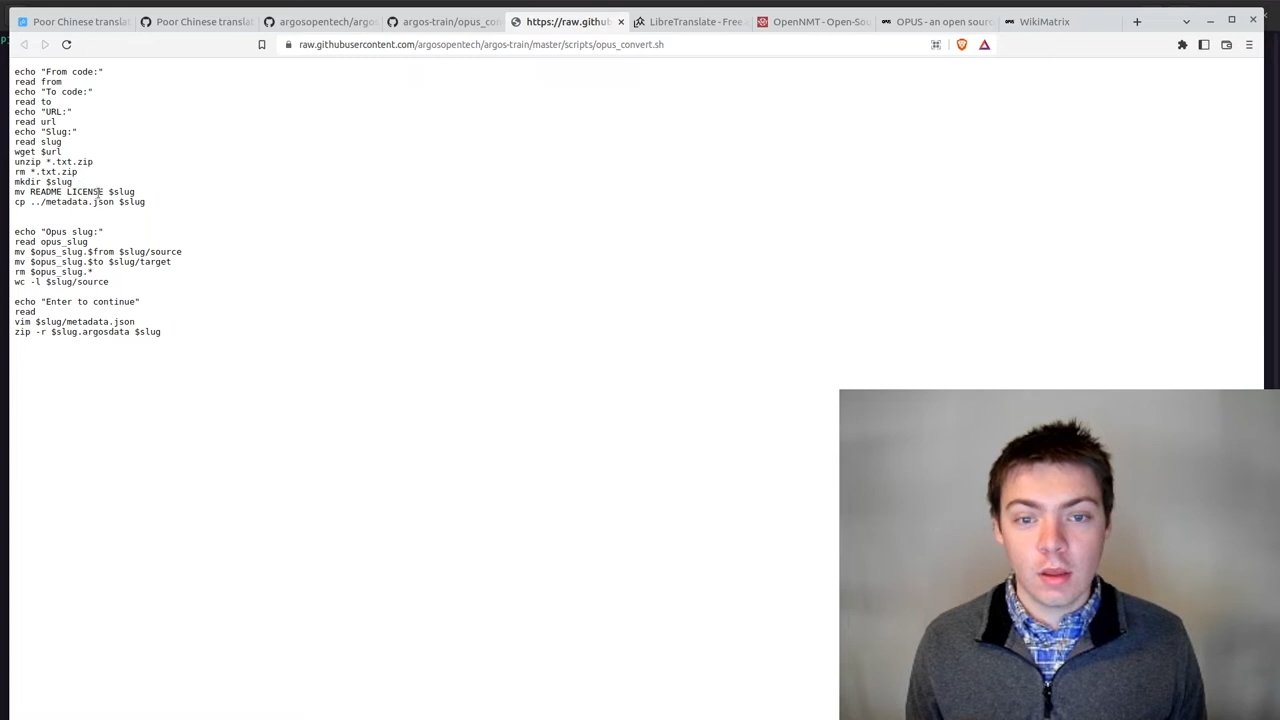 Poor Chinese translat
Poor Chinese translat
argosopentech/argos
argos-train/opus_con
https://raw.githubu
LibreTranslate - Free
OpenNMT - Open-Sou
OPUS - an open sourc
WikiMatrix
raw.githubusercontent.com/argosopentech/argos-train/master/scripts/opus_convert.sh
echo "From code:"
read from
echo "To code:"
read to
echo "URL:"
read url
echo "Slug:"
read slug
wget $url
unzip *.txt.zip
rm *.txt.zip
mkdir $slug
mv README LICENSE $slug
cp ../metadata.json $slug
echo "Opus slug:"
read opus_slug
mv $opus_slug.$from $slug/source
mv $opus_slug.$to $slug/target
rm $opus_slug.*
wc -l $slug/source
echo "Enter to continue"
read
vim $slug/metadata.json
zip -r $slug.argosdata $slug